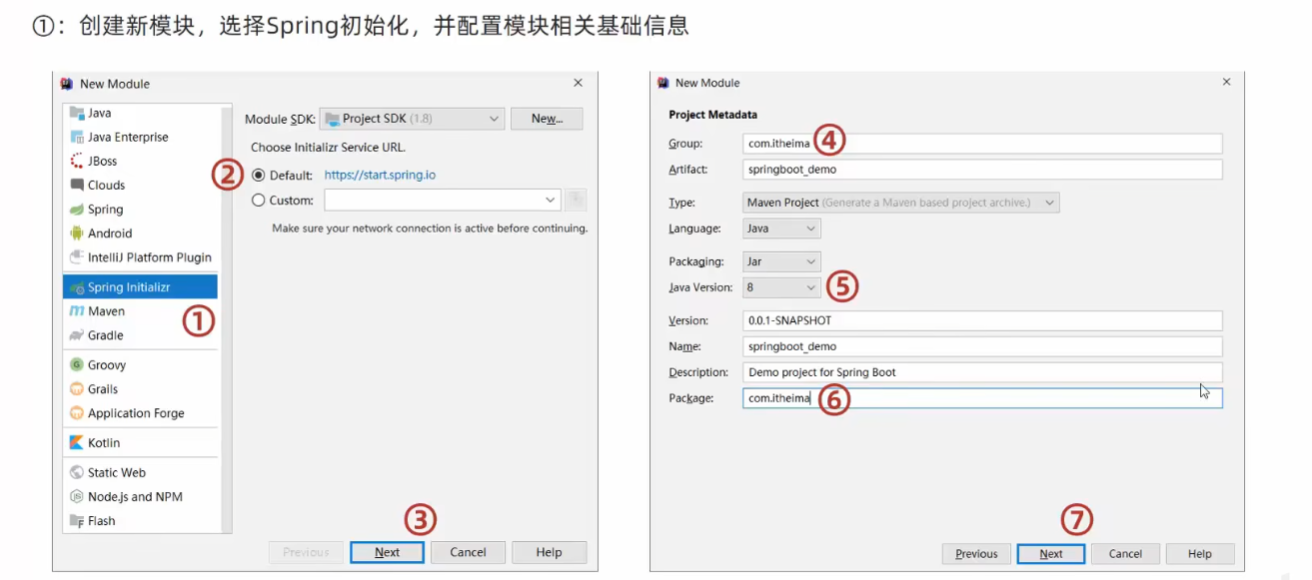 ①：创建新模块，选择Spring初始化，并配置模块相关基础信息
New Module
Java
Java Enterprise
JBoss
Clouds
Spring
Android
IntelliJ Platform Plugin
Spring Initializr
①
Maven
Gradle
Groovy
Grails
Application Forge
Kotlin
Static Web
Node.js and NPM
Flash
Module SDK: Project SDK (1.8) New...
Choose Initializr Service URL.
② Default: https://start.spring.io
Custom:
Make sure your network connection is active before continuing.
③
Previous Next Cancel Help
New Module
Project Metadata
Group: com.itheima ④
Artifact: springboot_demo
Type: Maven Project (Generate a Maven based project archive.)
Language: Java
Packaging: Jar
Java Version: 8 ⑤
Version: 0.0.1-SNAPSHOT
Name: springboot_demo
Description: Demo project for Spring Boot
Package: com.itheima ⑥
⑦
Previous Next Cancel Help